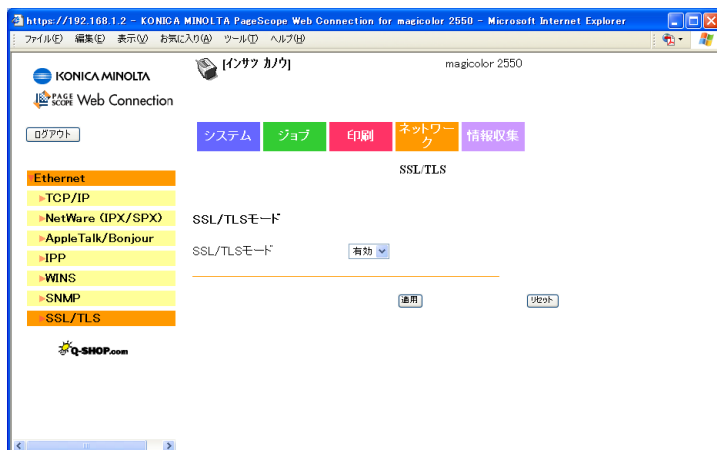 https://192.168.1.2 - KONICA MINOLTA PageScope Web Connection for magicolor 2550 - Microsoft Internet Explorer
ファイル(F) 編集(E) 表示(V) お気に入り(A) ツール(T) ヘルプ(H)
KONICA MINOLTA
PAGE SCOPE Web Connection
[インサツ カノウ]
magicolor 2550
ログアウト
システム
ジョブ
印刷
ネットワー
ク
情報収集
SSL/TLS
Ethernet
TCP/IP
NetWare (IPX/SPX)
AppleTalk/Bonjour
IPP
WINS
SNMP
SSL/TLS
Q-SHOP.com
SSL/TLSモード
SSL/TLSモード 有効
適用
リセット